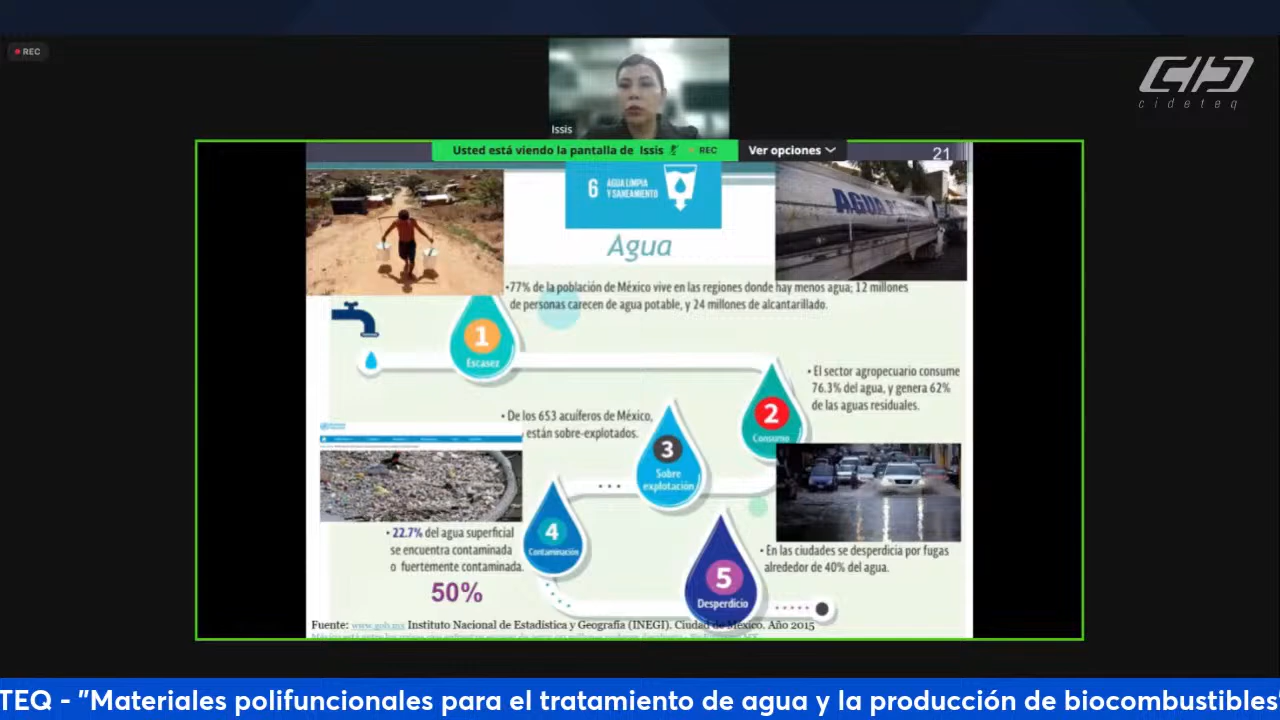 REC
CID
cideteq
Issis
Usted está viendo la pantalla de Issis
REC
Ver opciones
21
6 AGUA LIMPIA
Y SANEAMIENTO
AGUA P
Agua
•77% de la población de México vive en las regiones donde hay menos agua; 12 millones
de personas carecen de agua potable, y 24 millones de alcantarillado.
1
Escasez
• El sector agropecuario consume
76.3% del agua, y genera 62%
de las aguas residuales.
2
Consumo
• De los 653 acuíferos de México,
están sobre-explotados.
3
Sobre
explotación
4
Contaminación
• 22.7% del agua superficial
se encuentra contaminada
o fuertemente contaminada.
50%
5
Desperdicio
• En las ciudades se desperdicia por fugas
alrededor de 40% del agua.
Fuente: www.gob.mx Instituto Nacional de Estadística y Geografía (INEGI). Ciudad de México. Año 2015
TEQ - "Materiales polifuncionales para el tratamiento de agua y la producción de biocombustibles"